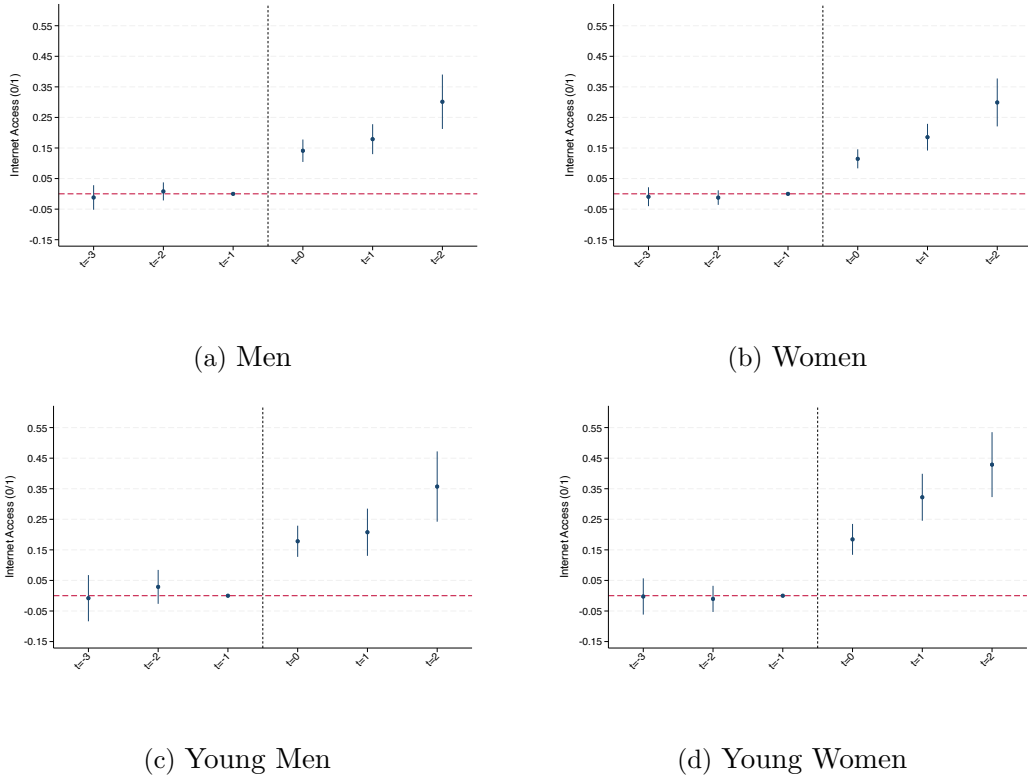 Internet Access (0/1)
0.55
0.45
0.35
0.25
0.15
0.05
-0.05
-0.15
t=-3
t=-2
t=-1
t=0
t=1
t=2
(a) Men
Internet Access (0/1)
0.55
0.45
0.35
0.25
0.15
0.05
-0.05
-0.15
t=-3
t=-2
t=-1
t=0
t=1
t=2
(b) Women
Internet Access (0/1)
0.55
0.45
0.35
0.25
0.15
0.05
-0.05
-0.15
t=-3
t=-2
t=-1
t=0
t=1
t=2
(c) Young Men
Internet Access (0/1)
0.55
0.45
0.35
0.25
0.15
0.05
-0.05
-0.15
t=-3
t=-2
t=-1
t=0
t=1
t=2
(d) Young Women